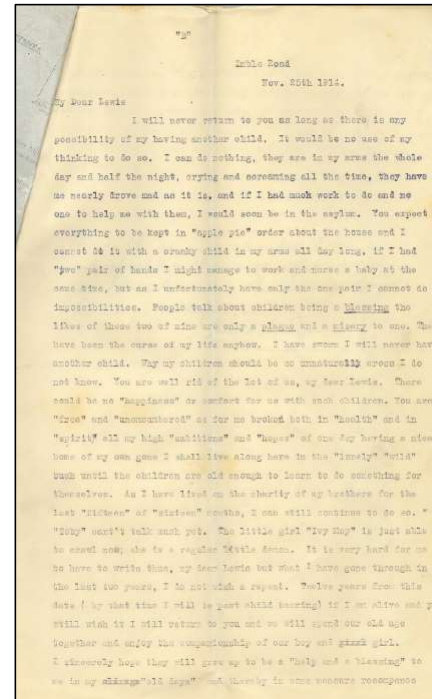 "B"
Road
Nov. 25th 1914.
My Dear Lewis
I will never return to you as long as there is any
possibility of my having another child. It would be no use of my
thinking to do so. I can do nothing, they are in my arms the whole
day and half the night, crying and screaming all the time, they have
me nearly drove and as it is, and if I had much work to do and no
one to help me with them, I would soon be in the asylum. You expect
everything to be kept in "apple pie" order about the house and I
cannot do it with a cranky child in my arms all day long, if I had
"two" pair of hands I might manage to work and nurse a baby at the
same time, but as I unfortunately have only the one pair I cannot do
impossibilities. People talk about children being a blessing the
likes of these two of mine are only a plague and a misery to one. The
have been the curse of my life anyhow. I have sworn I will never hav
another child. Why my children should be so unnaturally cross I do
not know. You are well rid of the lot of us, my dear Lewis. There
could be no "happiness" or comfort for us with such children. You are
"free" and "unencumbered" as for me broken both in "health" and in
"spirit" all my high "ambitions" and "hopes" of one day having a nice
home of my own gone I shall live along here in the "lonely" "wild"
bush until the children are old enough to learn to do something for
themselves. As I have lived on the charity of my brothers for the
last "fifteen" of "sixteen" months, I can still continue to do so. "
can't talk much yet. The little girl "Ivy May" is just able
to crawl now, she is a regular little demon. It is very hard for me
to have to write thus, my dear Lewis but what I have gone through in
the last two years, I do not wish a repeat. Twelve years from this
date ( by that time I will be past child bearing) if I am alive and y
still wish it I will return to you and we will spend our old age
together and enjoy the companionship of our boy and girl.
I sincerely hope they will grow up to be a "help and a blessing" to
me in my "old days" and thereby in some measure recompence